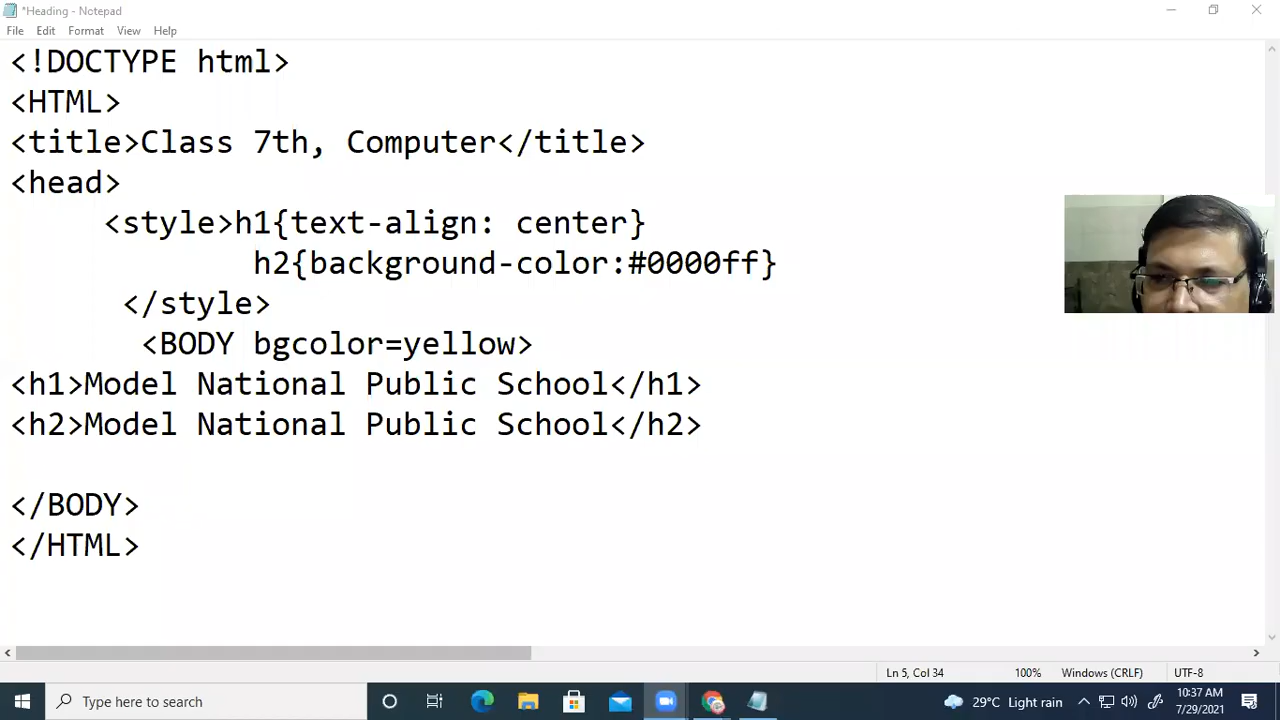 *Heading - Notepad
File Edit Format View Help
<!DOCTYPE html>
<HTML>
<title>Class 7th, Computer</title>
<head>
<style>h1{text-align: center}
h2{background-color:#0000ff}
</style>
<BODY bgcolor=yellow>
<h1>Model National Public School</h1>
<h2>Model National Public School</h2>
</BODY>
</HTML>
Ln 5, Col 34 100% Windows (CRLF) UTF-8
Type here to search 29°C Light rain 10:37 AM
7/29/2021